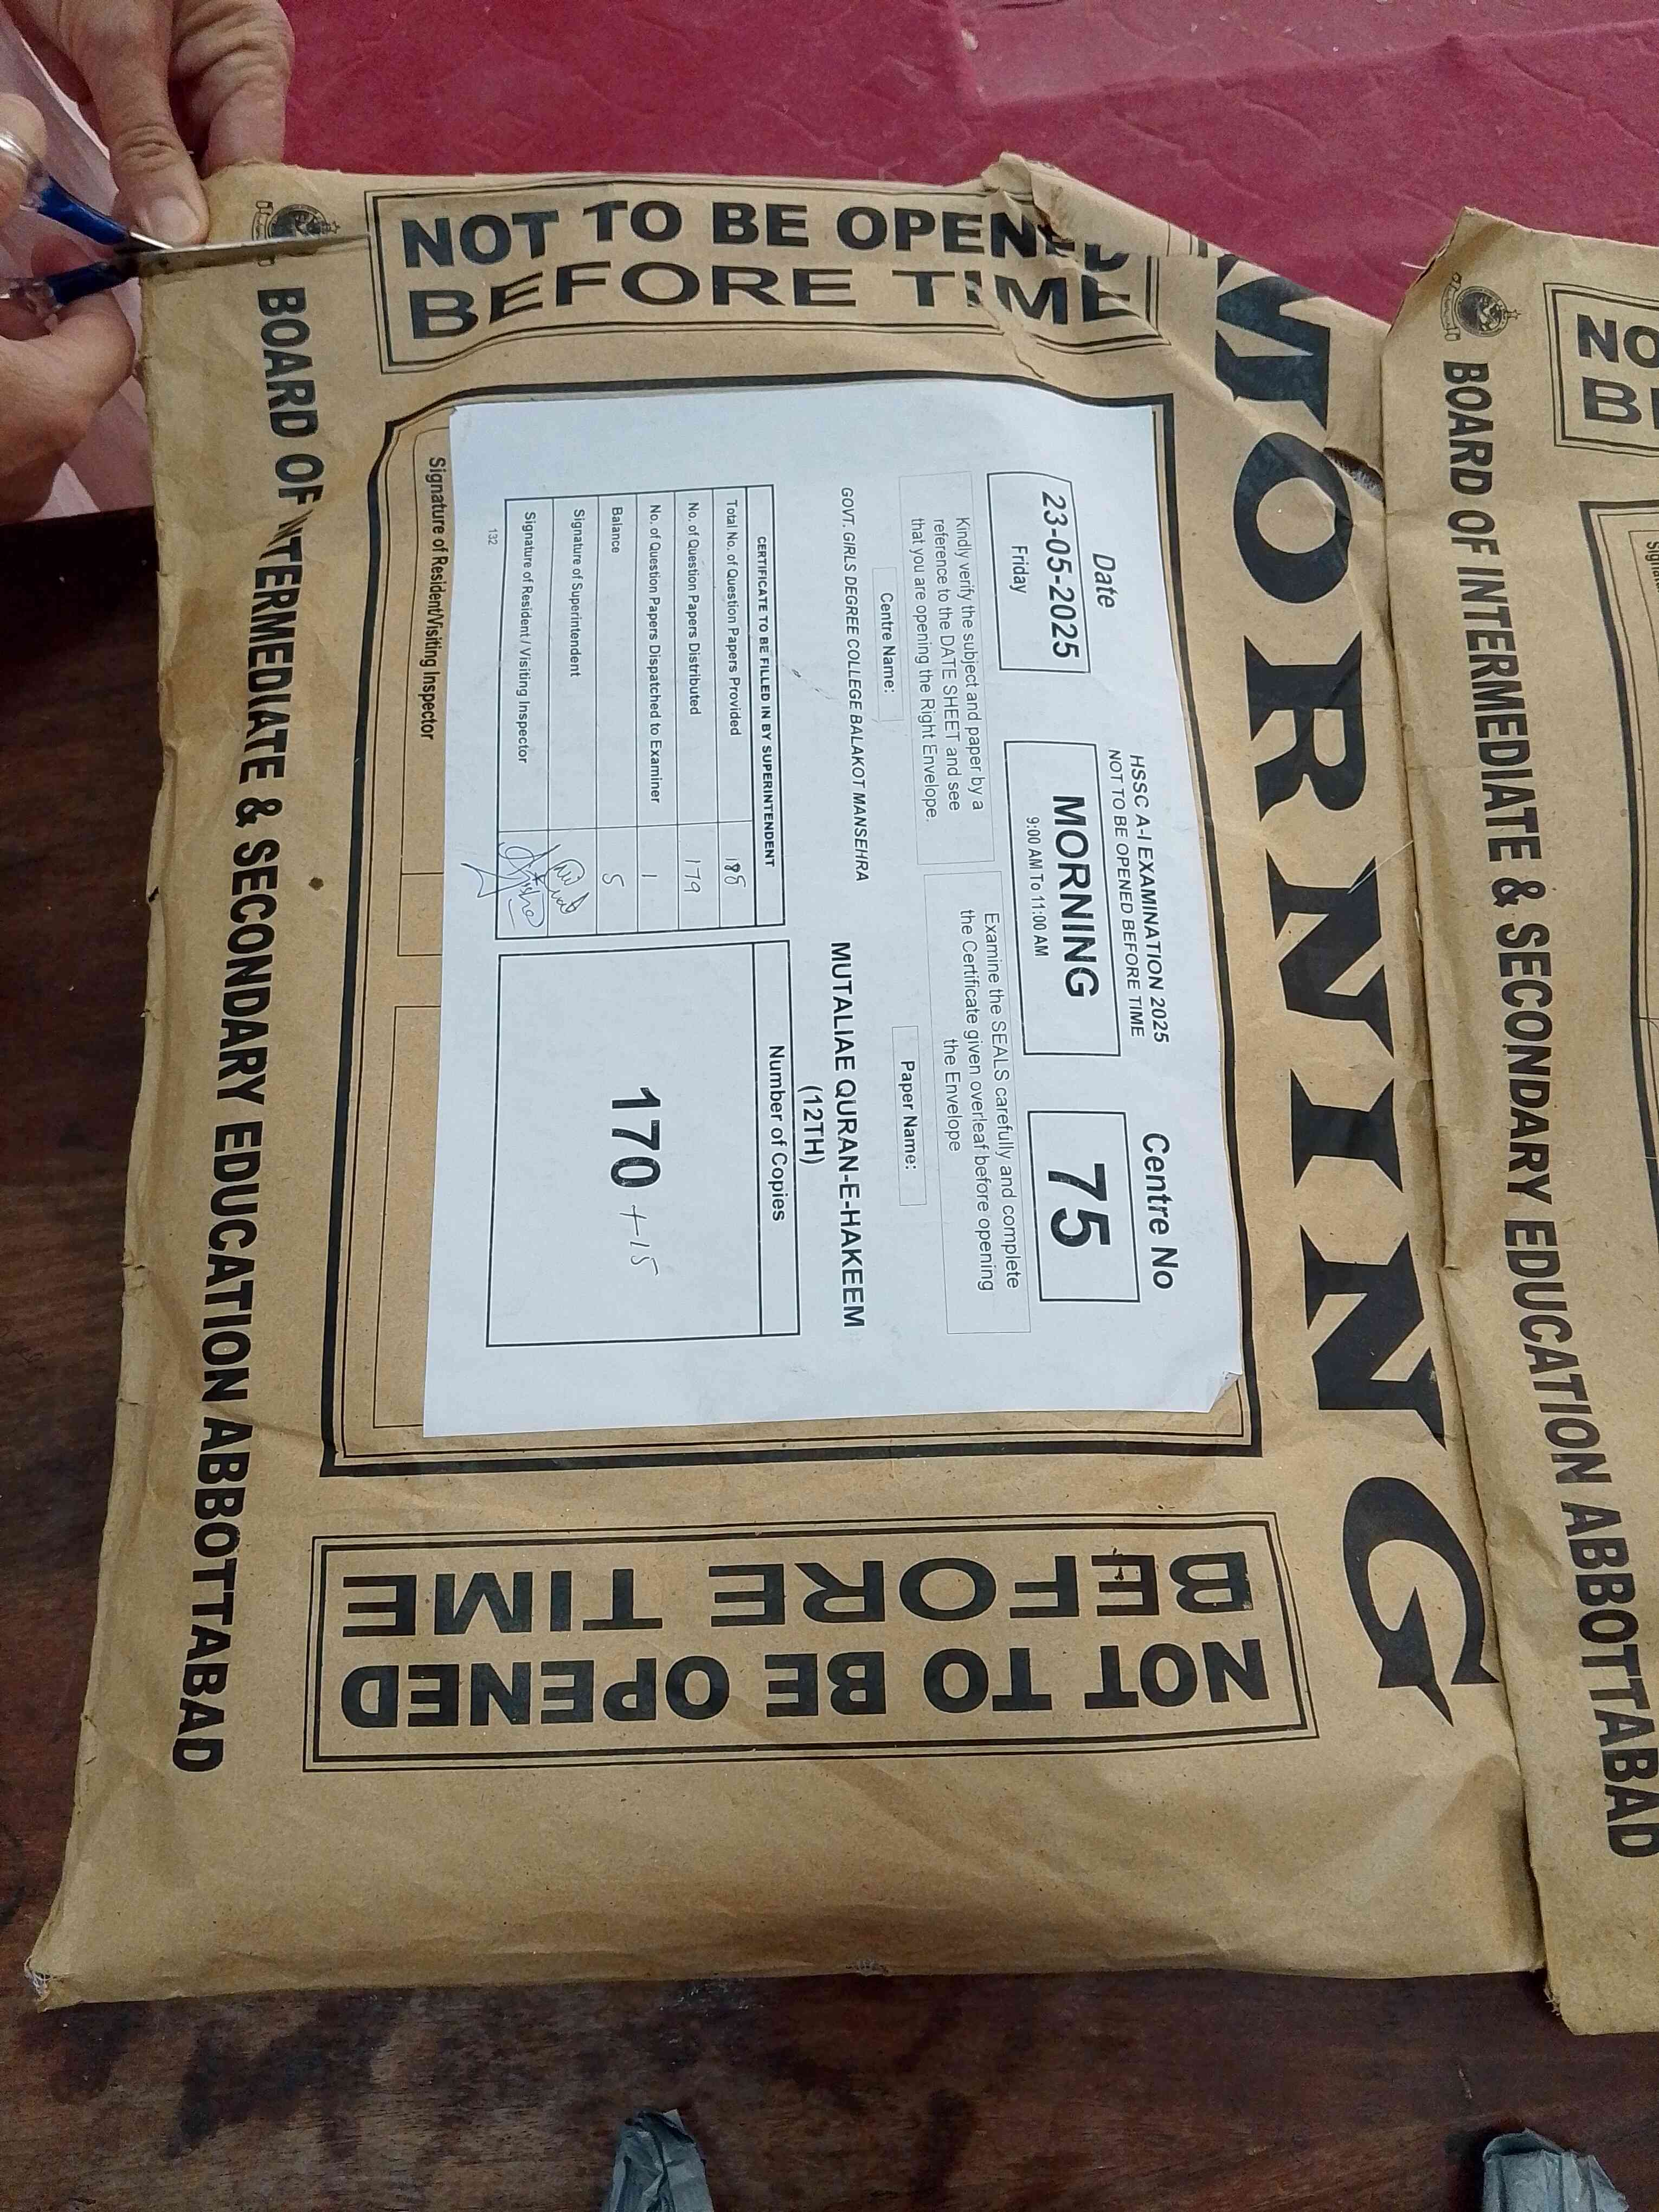 MORNING
NOT TO BE OPENED
BEFORE TIME
HSSC A-I EXAMINATION 2025
NOT TO BE OPENED BEFORE TIME
Date
23-05-2025
Friday
MORNING
9:00 AM To 11:00 AM
Centre No
75
Kindly verify the subject and paper by a
reference to the DATE SHEET and see
that you are opening the Right Envelope.
Examine the SEALS carefully and complete
the Certificate given overleaf before opening
the Envelope
Centre Name:
GOVT. GIRLS DEGREE COLLEGE BALAKOT MANSEHRA
Paper Name:
MUTALIAE QURAN-E-HAKEEM
(12TH)
CERTIFICATE TO BE FILLED IN BY SUPERINTENDENT
Total No. of Question Papers Provided 185
No. of Question Papers Distributed 179
No. of Question Papers Dispatched to Examiner 1
Balance 5
Signature of Superintendent
Signature of Resident / Visiting Inspector
132
Number of Copies
170 + 15
Signature of Resident/Visiting Inspector
NOT TO BE OPENED
BEFORE TIME
BOARD OF INTERMEDIATE & SECONDARY EDUCATION ABBOTTABAD
BOARD OF INTERMEDIATE & SECONDARY EDUCATION ABBOTTABAD